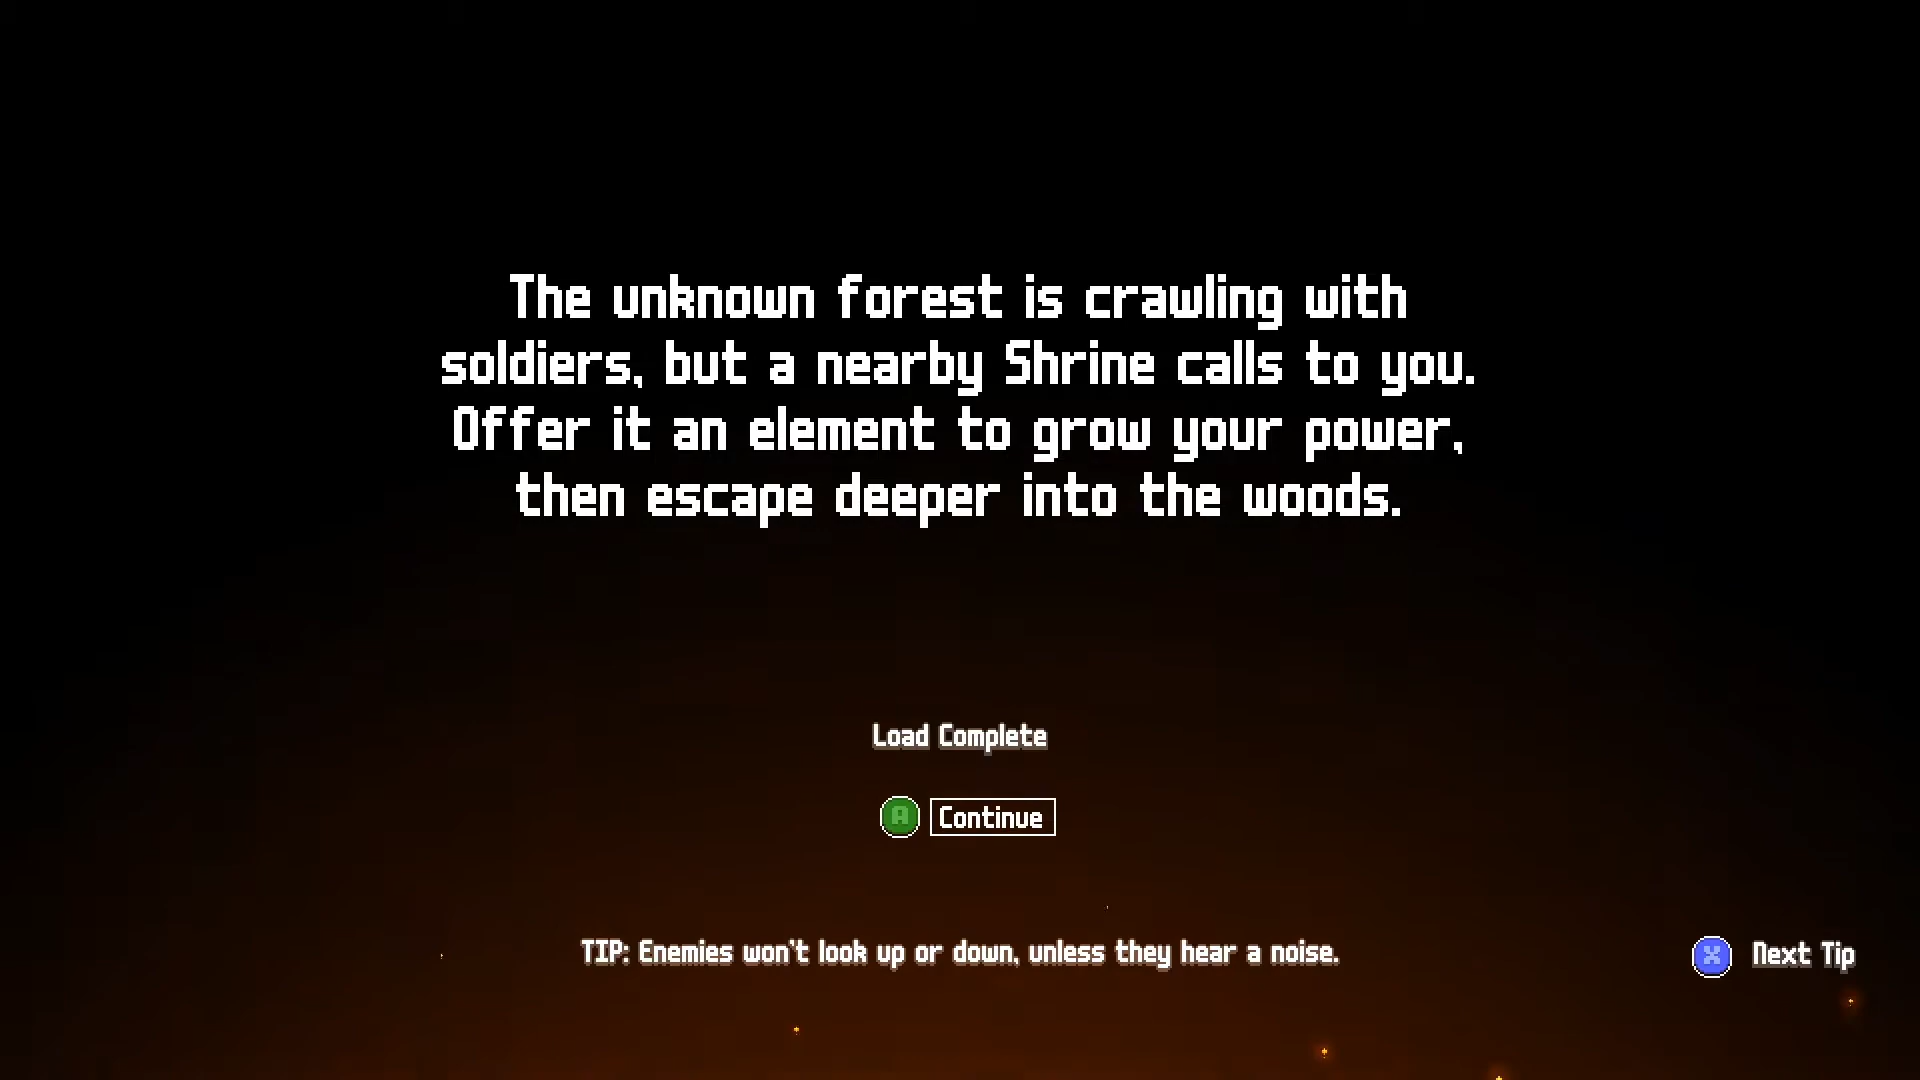 The unknown forest is crawling with
soldiers, but a nearby Shrine calls to you.
Offer it an element to grow your power,
then escape deeper into the woods.
Load Complete
A Continue
TIP: Enemies won't look up or down, unless they hear a noise.
X Next Tip